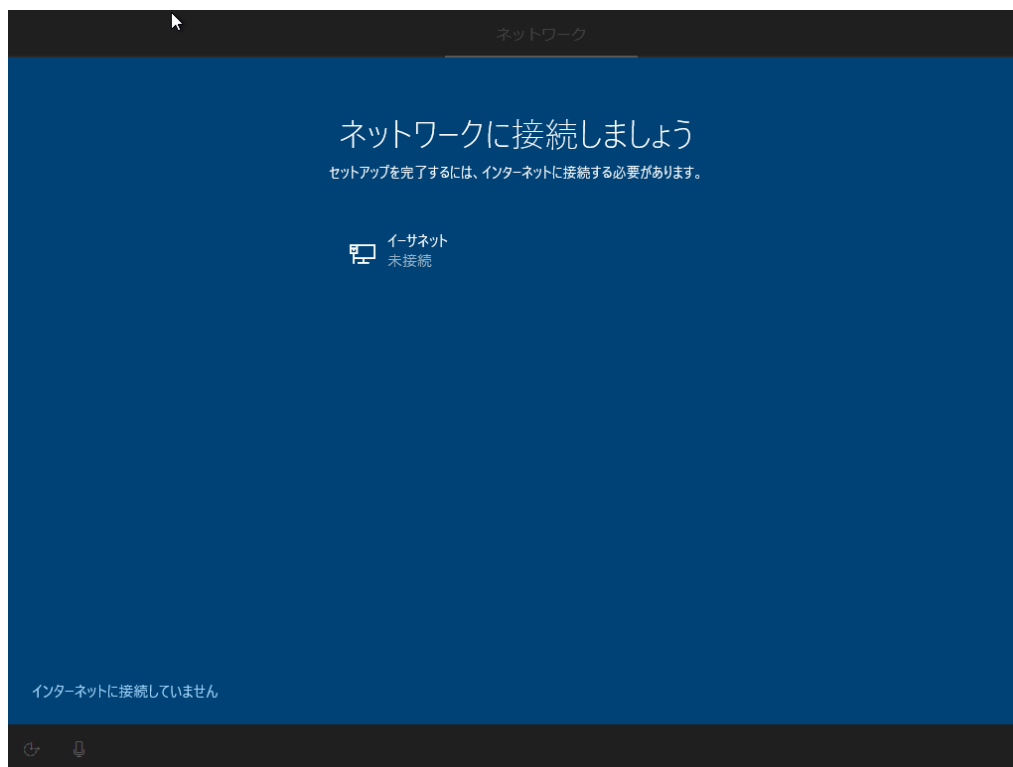 ネットワーク
ネットワークに接続しましょう
セットアップを完了するには、インターネットに接続する必要があります。
イーサネット
未接続
インターネットに接続していません